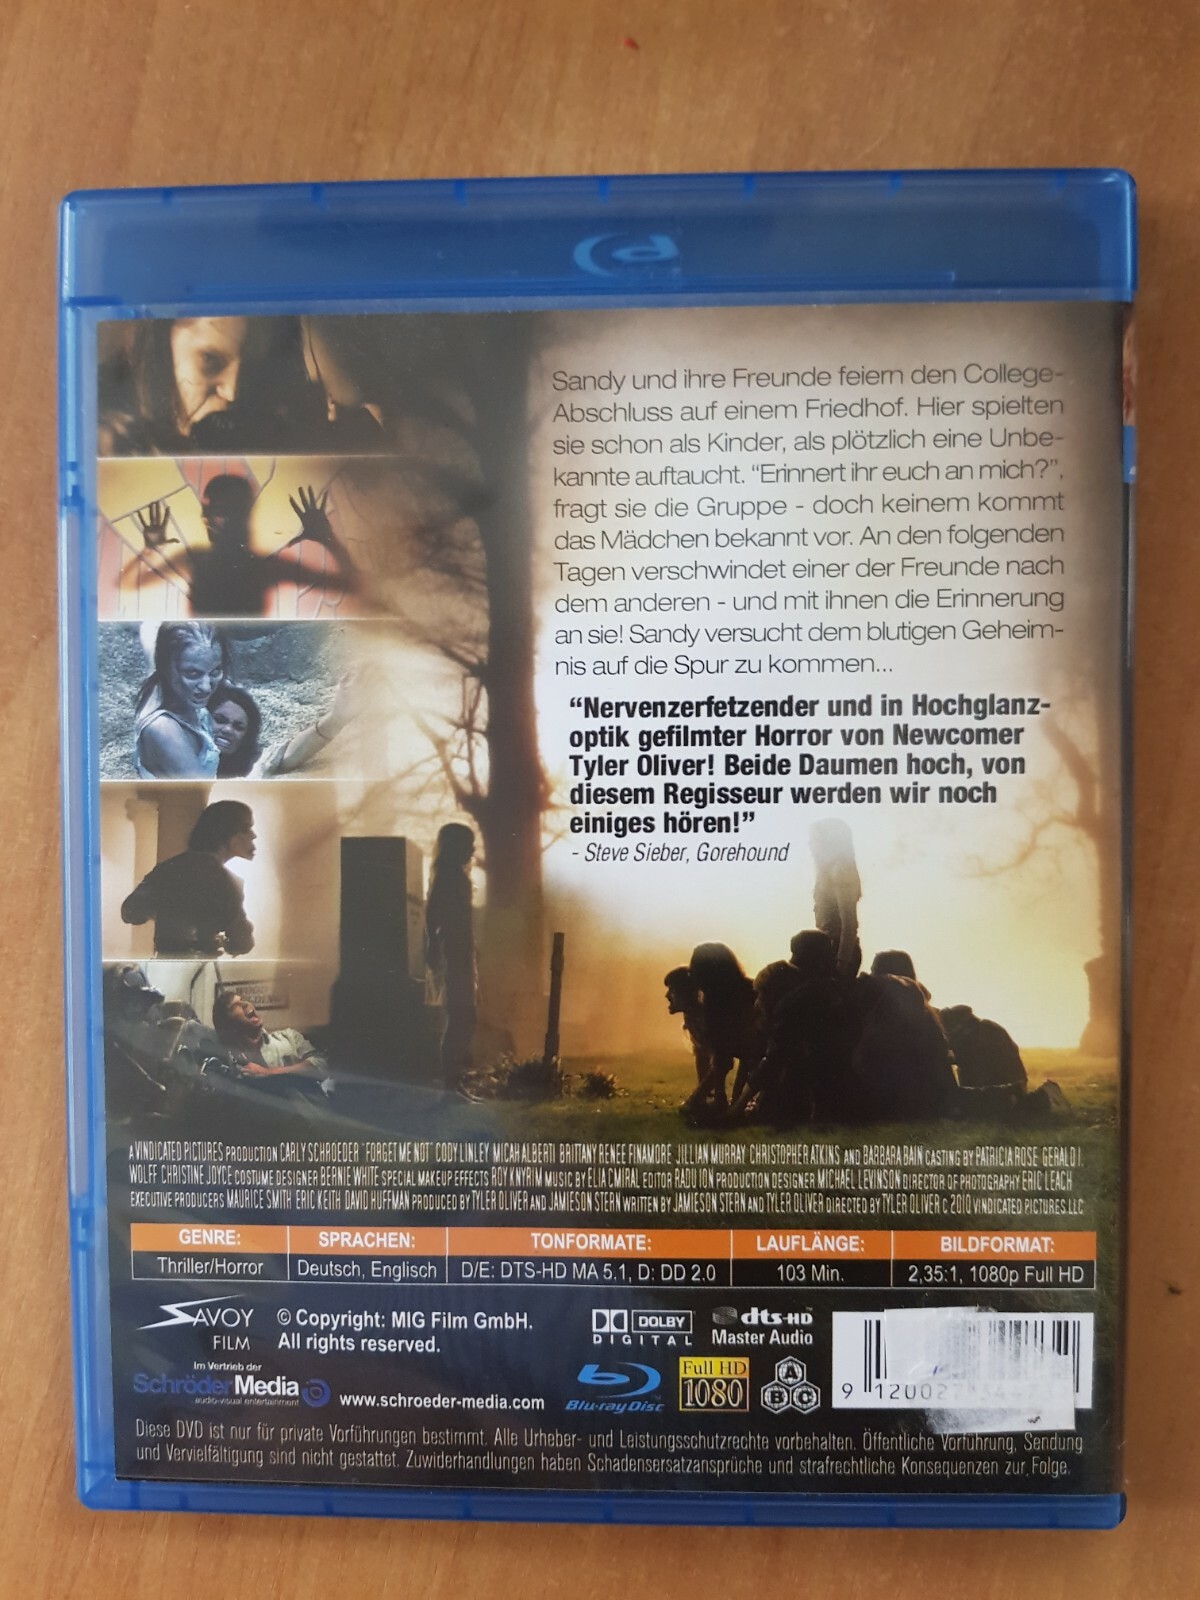 Sandy und ihre Freunde feiern den College-
Abschluss auf einem Friedhof. Hier spielten
sie schon als Kinder, als plötzlich eine Unbe-
kannte auftaucht. "Erinnert ihr euch an mich?",
fragt sie die Gruppe - doch keinem kommt
das Mädchen bekannt vor. An den folgenden
Tagen verschwindet einer der Freunde nach
dem anderen - und mit ihnen die Erinnerung
an sie! Sandy versucht dem blutigen Geheim-
nis auf die Spur zu kommen...
"Nervenzerfetzender und in Hochglanz-
optik gefilmter Horror von Newcomer
Tyler Oliver! Beide Daumen hoch, von
diesem Regisseur werden wir noch
einiges hören!"
- Steve Sieber, Gorehound
A VINDICATED PICTURES PRODUCTION CARLY SCHROEDER "FORGET ME NOT" CODY LINLEY MICAH ALBERTI BRITTANY RENEE FINAMORE JILLIAN MURRAY CHRISTOPHER ATKINS AND BARBARA BAIN CASTING BY PATRICIA ROSE GERALD I.
WOLFF CHRISTINE JOYCE COSTUME DESIGNER BERNIE WHITE SPECIAL MAKEUP EFFECTS ROY KNYRIM MUSIC BY ELIA CMIRAL EDITOR RADU ION PRODUCTION DESIGNER MICHAEL LEVINSON DIRECTOR OF PHOTOGRAPHY ERIC LEACH
EXECUTIVE PRODUCERS MAURICE SMITH ERIC KEITH DAVID HUFFMAN PRODUCED BY TYLER OLIVER AND JAMIESON STERN WRITTEN BY JAMIESON STERN AND TYLER OLIVER DIRECTED BY TYLER OLIVER © 2010 VINDICATED PICTURES, LLC
GENRE: SPRACHEN: TONFORMATE: LAUFLÄNGE: BILDFORMAT:
Thriller/Horror Deutsch, Englisch D/E: DTS-HD MA 5.1, D: DD 2.0 103 Min. 2,35:1, 1080p Full HD
SAVOY
FILM
© Copyright: MIG Film GmbH.
All rights reserved.
DOLBY
DIGITAL
dts-HD
Master Audio
Im Vertrieb der
SchröderMedia
audio-visual entertainment
www.schroeder-media.com
Blu-ray Disc
Full HD
1080
A
B C
9 120027
Diese DVD ist nur für private Vorführungen bestimmt. Alle Urheber- und Leistungsschutzrechte vorbehalten. Öffentliche Vorführung, Sendung
und Vervielfältigung sind nicht gestattet. Zuwiderhandlungen haben Schadensersatzansprüche und strafrechtliche Konsequenzen zur Folge.